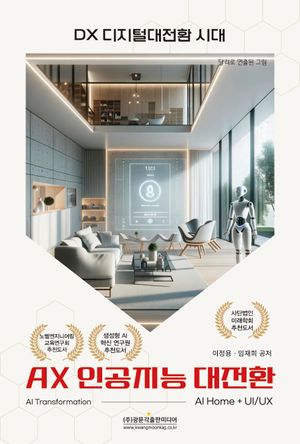 DX 디지털대전환 시대
달리로 연출된 그림
노벨엔지니어링
교육연구회
추천도서
생성형 AI
혁신 연구원
추천도서
사단법인
미래학회
추천도서
이정용 · 임재희 공저
AX 인공지능 대전환
AI Transformation
AI Home + UI/UX
(주)광문각출판미디어
www.kwangmoonkag.co.kr